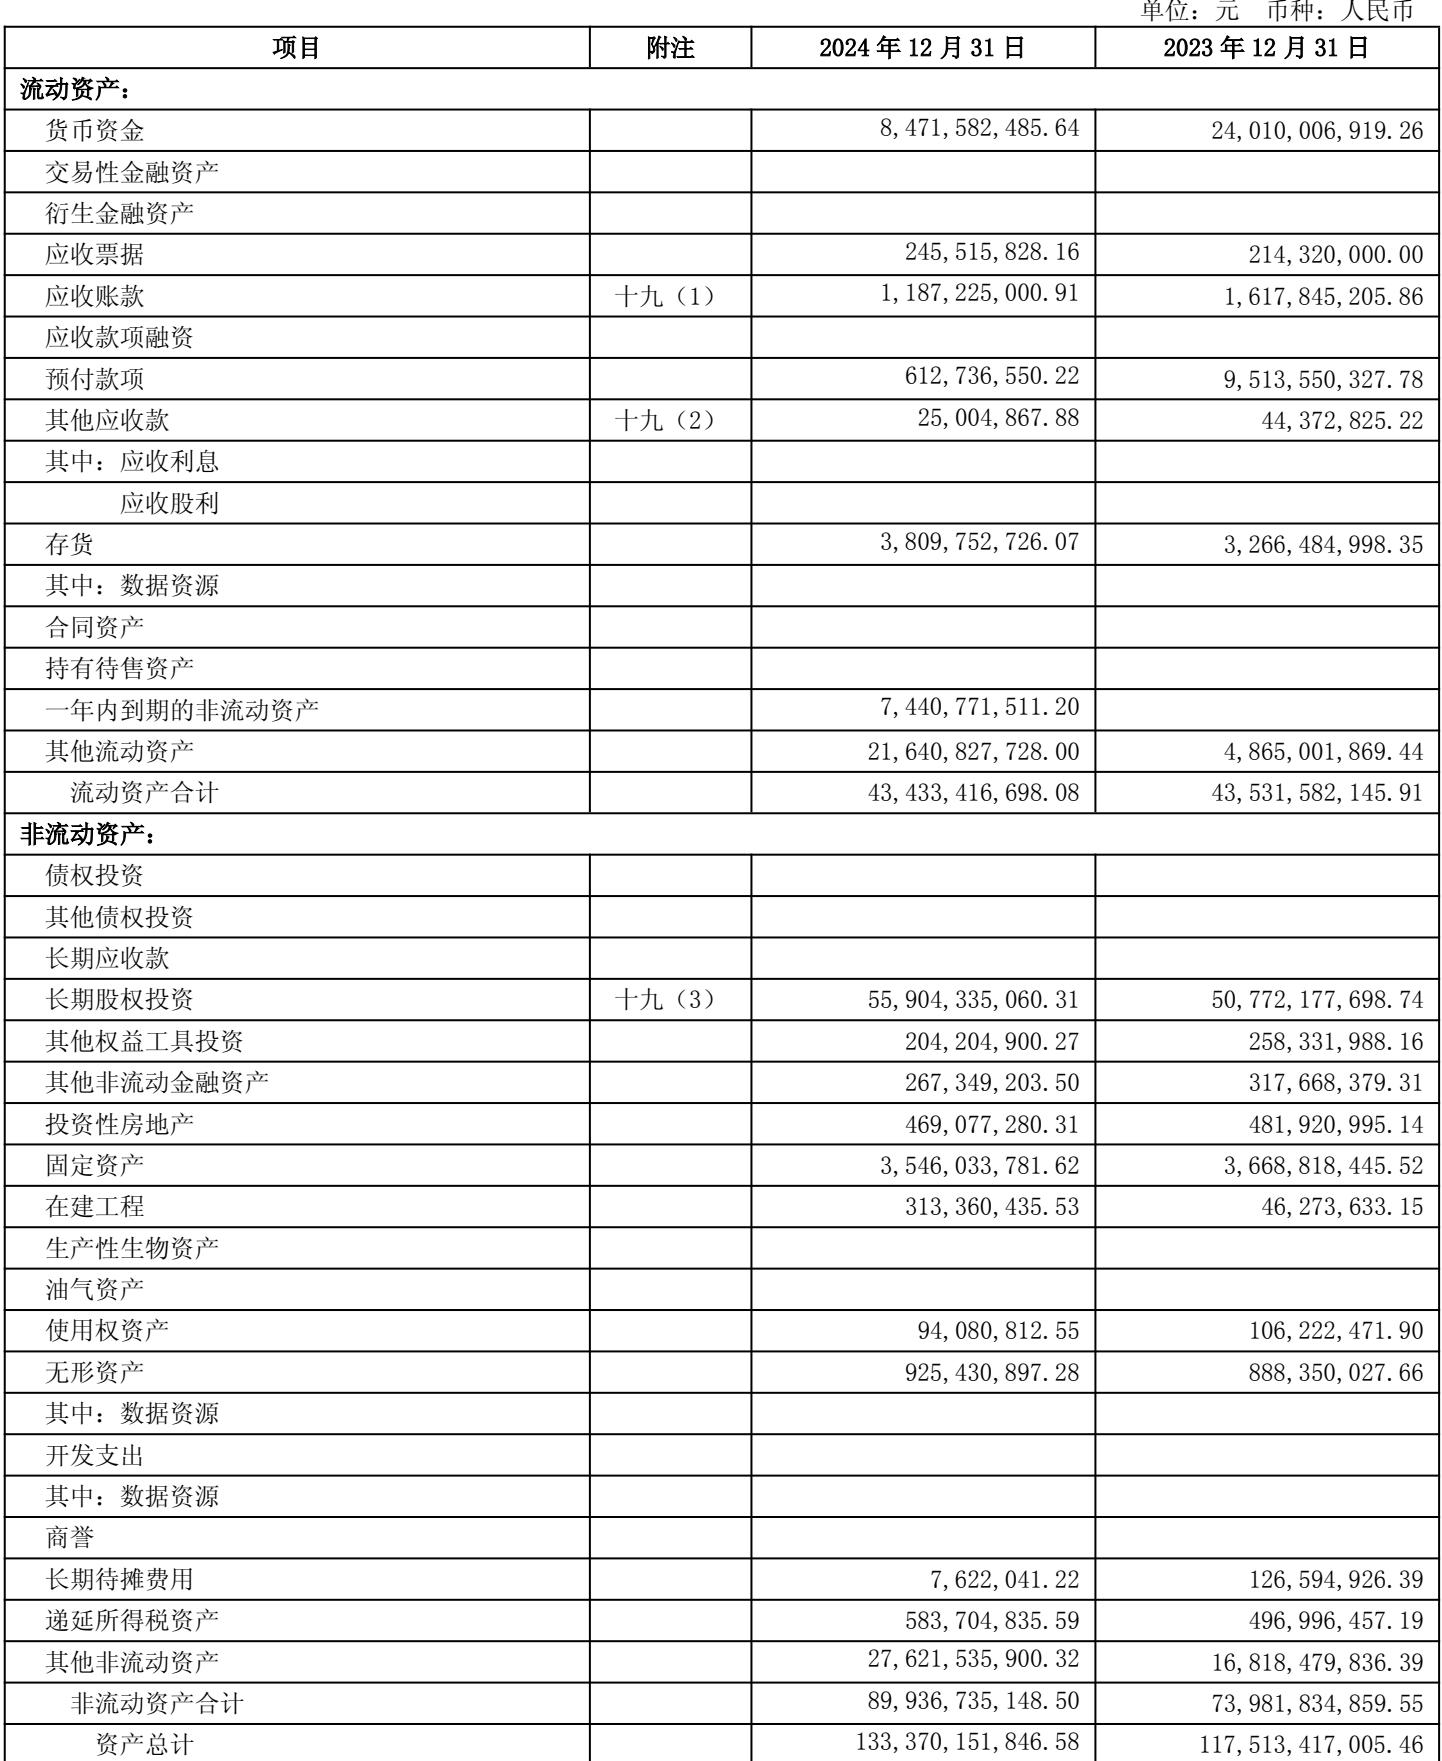 单位：元 币种：人民币
项目 附注 2024 年 12 月 31 日 2023 年 12 月 31 日
流动资产：
货币资金 8,471,582,485.64 24,010,006,919.26
交易性金融资产
衍生金融资产
应收票据 245,515,828.16 214,320,000.00
应收账款 十九（1） 1,187,225,000.91 1,617,845,205.86
应收款项融资
预付款项 612,736,550.22 9,513,550,327.78
其他应收款 十九（2） 25,004,867.88 44,372,825.22
其中：应收利息
应收股利
存货 3,809,752,726.07 3,266,484,998.35
其中：数据资源
合同资产
持有待售资产
一年内到期的非流动资产 7,440,771,511.20
其他流动资产 21,640,827,728.00 4,865,001,869.44
流动资产合计 43,433,416,698.08 43,531,582,145.91
非流动资产：
债权投资
其他债权投资
长期应收款
长期股权投资 十九（3） 55,904,335,060.31 50,772,177,698.74
其他权益工具投资 204,204,900.27 258,331,988.16
其他非流动金融资产 267,349,203.50 317,668,379.31
投资性房地产 469,077,280.31 481,920,995.14
固定资产 3,546,033,781.62 3,668,818,445.52
在建工程 313,360,435.53 46,273,633.15
生产性生物资产
油气资产
使用权资产 94,080,812.55 106,222,471.90
无形资产 925,430,897.28 888,350,027.66
其中：数据资源
开发支出
其中：数据资源
商誉
长期待摊费用 7,622,041.22 126,594,926.39
递延所得税资产 583,704,835.59 496,996,457.19
其他非流动资产 27,621,535,900.32 16,818,479,836.39
非流动资产合计 89,936,735,148.50 73,981,834,859.55
资产总计 133,370,151,846.58 117,513,417,005.46